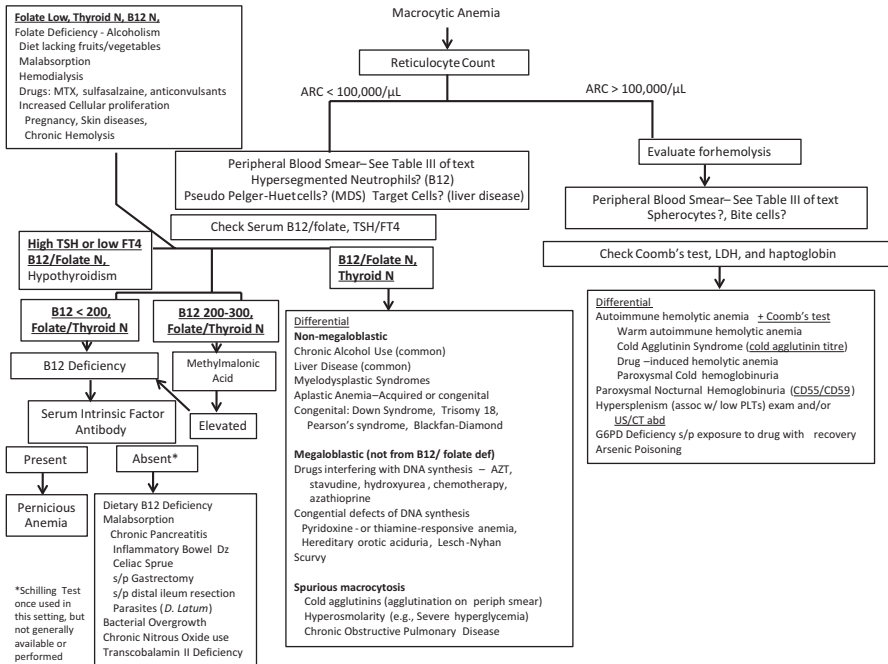 Macrocytic Anemia
Folate Low, Thyroid N, B12 N,
Folate Deficiency - Alcoholism
Diet lacking fruits/vegetables
Malabsorption
Hemodialysis
Drugs: MTX, sulfasalzaine, anticonvulsants
Increased Cellular proliferation
Pregnancy, Skin diseases,
Chronic Hemolysis
Reticulocyte Count
ARC < 100,000/µL
ARC > 100,000/µL
Peripheral Blood Smear– See Table III of text
Hypersegmented Neutrophils? (B12)
Pseudo Pelger-Huetcells? (MDS) Target Cells? (liver disease)
Evaluate forhemolysis
Peripheral Blood Smear– See Table III of text
Spherocytes?, Bite cells?
Check Serum B12/folate, TSH/FT4
Check Coomb's test, LDH, and haptoglobin
High TSH or low FT4
B12/Folate N,
Hypothyroidism
B12/Folate N,
Thyroid N
B12 < 200,
Folate/Thyroid N
B12 200-300,
Folate/Thyroid N
B12 Deficiency
Methylmalonic
Acid
Serum Intrinsic Factor
Antibody
Elevated
Present
Absent*
Pernicious
Anemia
Dietary B12 Deficiency
Malabsorption
Chronic Pancreatitis
Inflammatory Bowel Dz
Celiac Sprue
s/p Gastrectomy
s/p distal ileum resection
Parasites (D. Latum)
Bacterial Overgrowth
Chronic Nitrous Oxide use
Transcobalamin II Deficiency
*Schilling Test
once used in
this setting, but
not generally
available or
performed
Differential
Non-megaloblastic
Chronic Alcohol Use (common)
Liver Disease (common)
Myelodysplastic Syndromes
Aplastic Anemia–Acquired or congenital
Congenital: Down Syndrome, Trisomy 18,
Pearson's syndrome, Blackfan-Diamond
Megaloblastic (not from B12/ folate def)
Drugs interfering with DNA synthesis – AZT,
stavudine, hydroxyurea , chemotherapy,
azathioprine
Congential defects of DNA synthesis
Pyridoxine - or thiamine-responsive anemia,
Hereditary orotic aciduria, Lesch-Nyhan
Scurvy
Spurious macrocytosis
Cold agglutinins (agglutination on periph smear)
Hyperosmolarity (e.g., Severe hyperglycemia)
Chronic Obstructive Pulmonary Disease
Differential
Autoimmune hemolytic anemia + Coomb's test
Warm autoimmune hemolytic anemia
Cold Agglutinin Syndrome (cold agglutinin titre)
Drug –induced hemolytic anemia
Paroxysmal Cold hemoglobinuria
Paroxysmal Nocturnal Hemoglobinuria (CD55/CD59)
Hypersplenism (assoc w/ low PLTs) exam and/or
US/CT abd
G6PD Deficiency s/p exposure to drug with recovery
Arsenic Poisoning